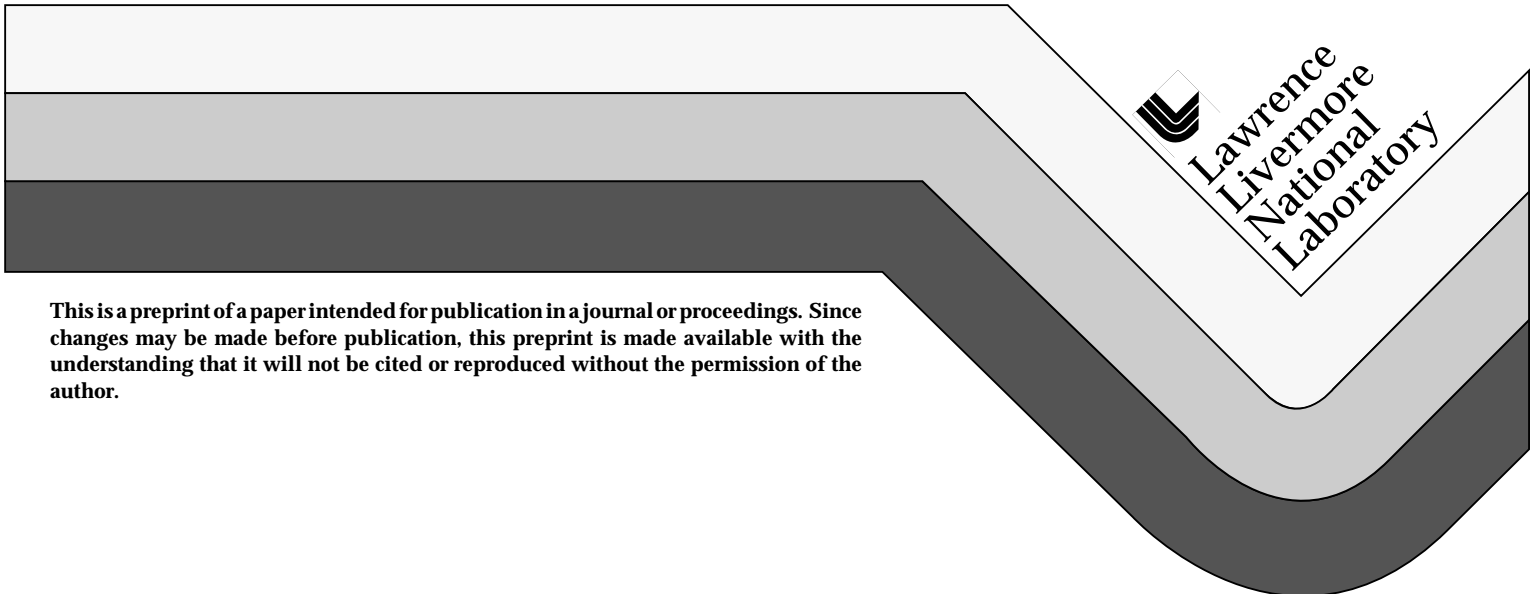 Lawrence
Livermore
National
Laboratory
This is a preprint of a paper intended for publication in a journal or proceedings. Since
changes may be made before publication, this preprint is made available with the
understanding that it will not be cited or reproduced without the permission of the
author.